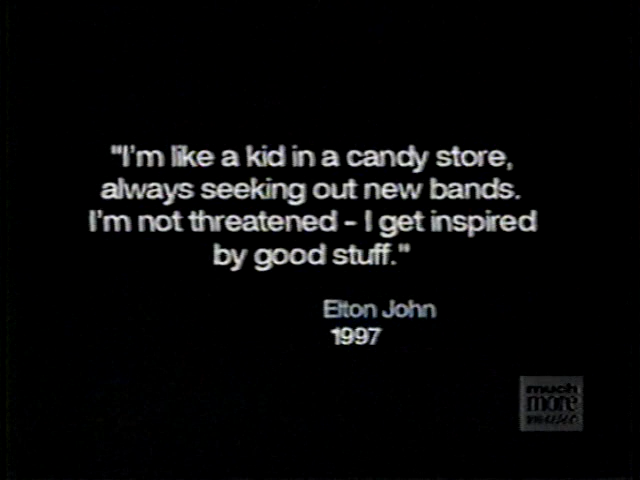 "I'm like a kid in a candy store,
always seeking out new bands.
I'm not threatened - I get inspired
by good stuff."
Elton John
1997
much
more
music